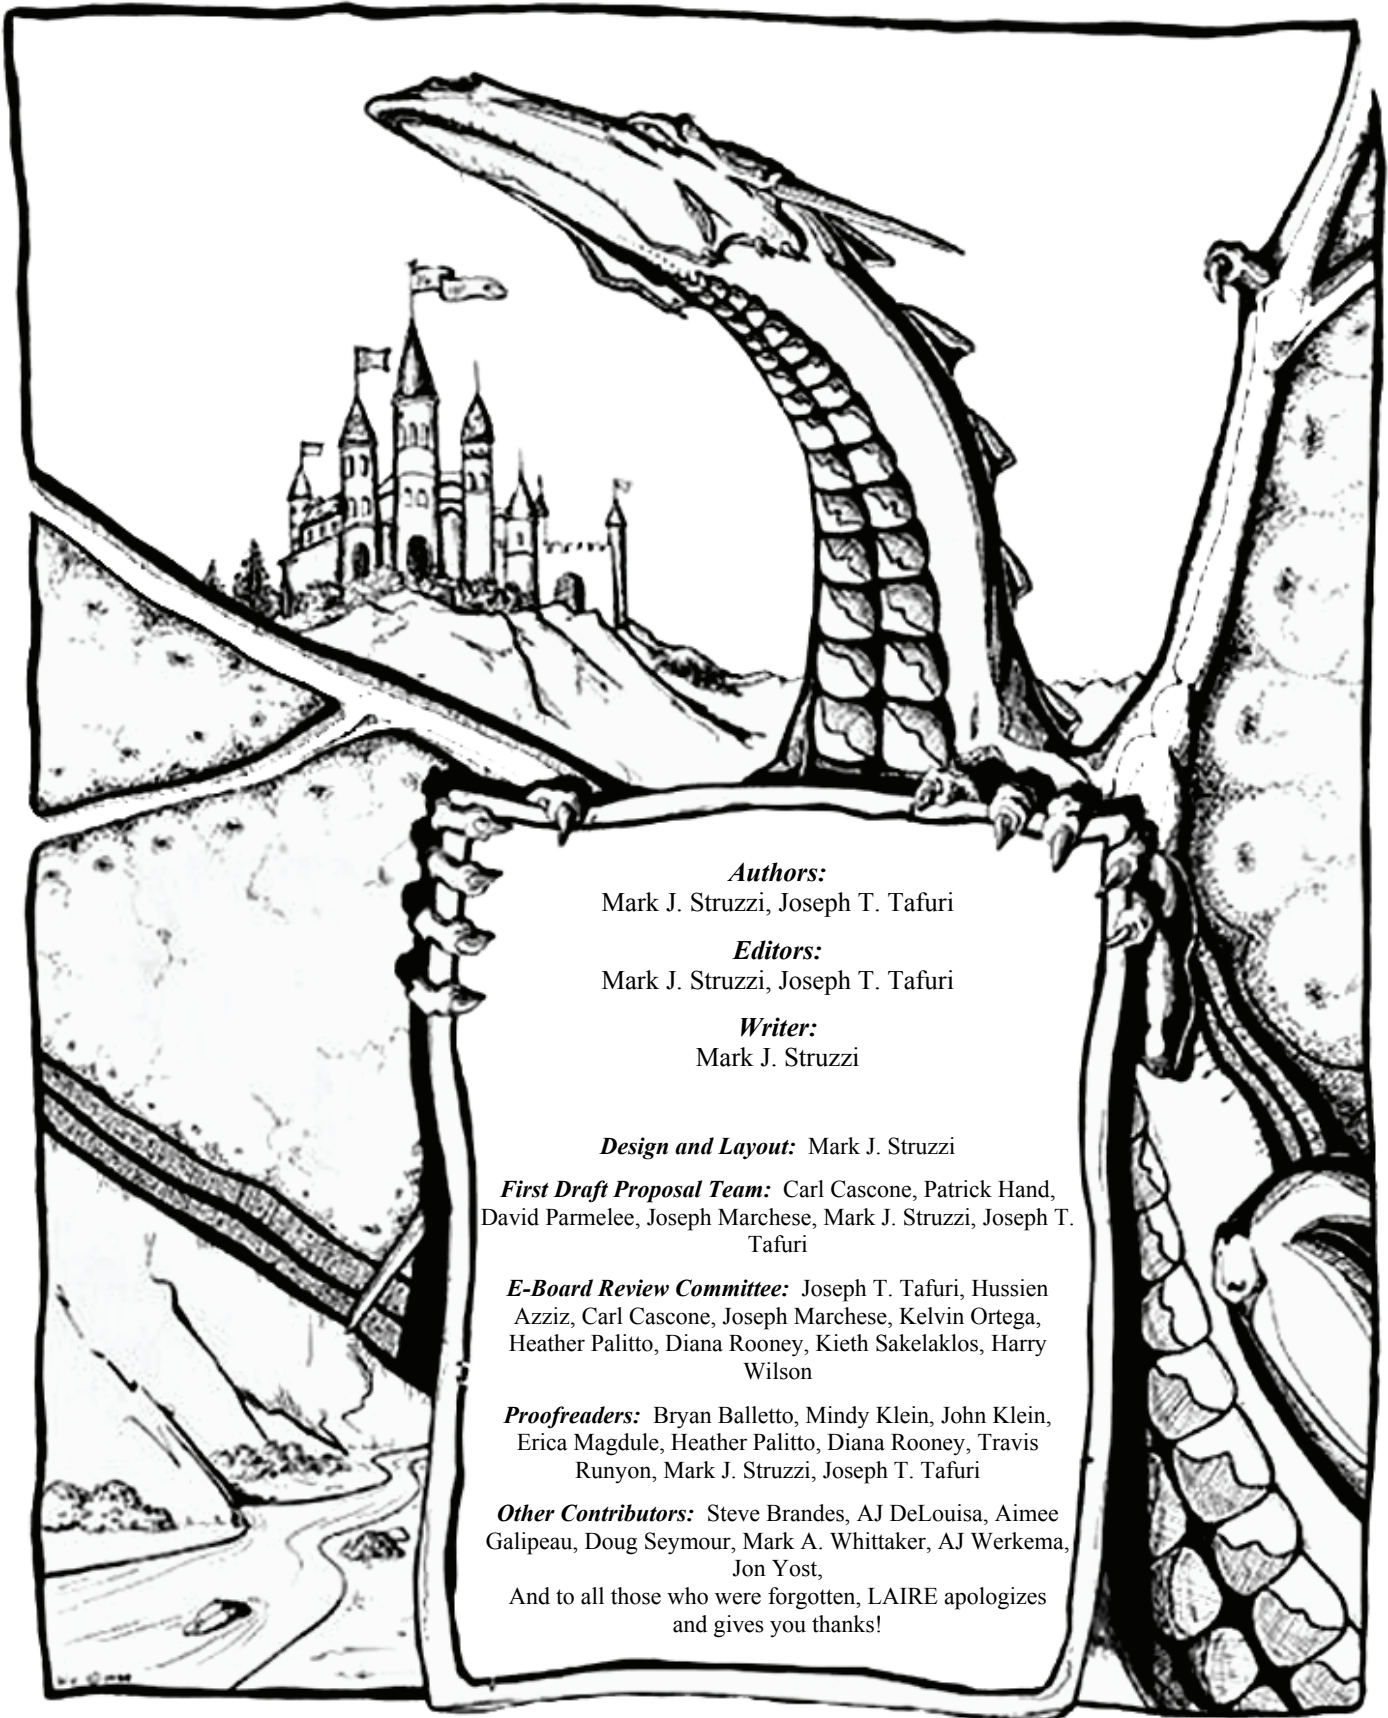 Authors:
Mark J. Struzzi, Joseph T. Tafuri
Editors:
Mark J. Struzzi, Joseph T. Tafuri
Writer:
Mark J. Struzzi
Design and Layout: Mark J. Struzzi
First Draft Proposal Team: Carl Cascone, Patrick Hand,
David Parmelee, Joseph Marchese, Mark J. Struzzi, Joseph T.
Tafuri
E-Board Review Committee: Joseph T. Tafuri, Hussien
Azziz, Carl Cascone, Joseph Marchese, Kelvin Ortega,
Heather Palitto, Diana Rooney, Kieth Sakelaklos, Harry
Wilson
Proofreaders: Bryan Balletto, Mindy Klein, John Klein,
Erica Magdule, Heather Palitto, Diana Rooney, Travis
Runyon, Mark J. Struzzi, Joseph T. Tafuri
Other Contributors: Steve Brandes, AJ DeLouisa, Aimee
Galipeau, Doug Seymour, Mark A. Whittaker, AJ Werkema,
Jon Yost,
And to all those who were forgotten, LAIRE apologizes
and gives you thanks!